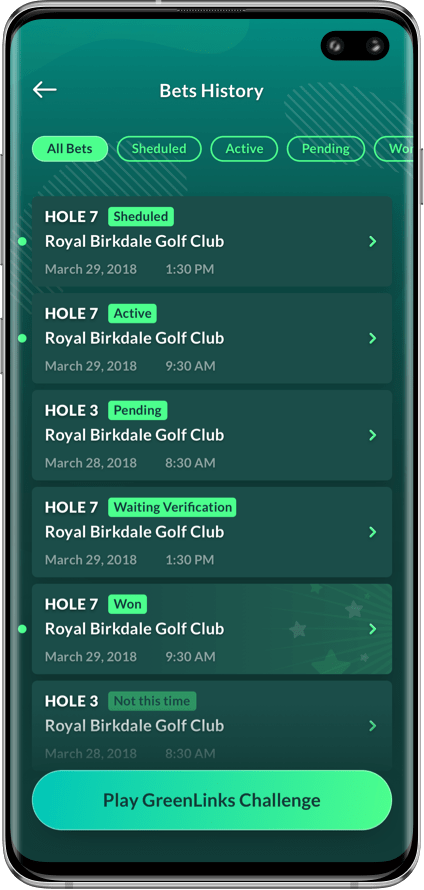 Bets History
All Bets Sheduled Active Pending Won
HOLE 7 Sheduled
Royal Birkdale Golf Club
March 29, 2018 1:30 PM
HOLE 7 Active
Royal Birkdale Golf Club
March 29, 2018 9:30 AM
HOLE 3 Pending
Royal Birkdale Golf Club
March 28, 2018 8:30 AM
HOLE 7 Waiting Verification
Royal Birkdale Golf Club
March 29, 2018 1:30 PM
HOLE 7 Won
Royal Birkdale Golf Club
March 29, 2018 9:30 AM
HOLE 3 Not this time
Royal Birkdale Golf Club
March 28, 2018 8:30 AM
Play GreenLinks Challenge